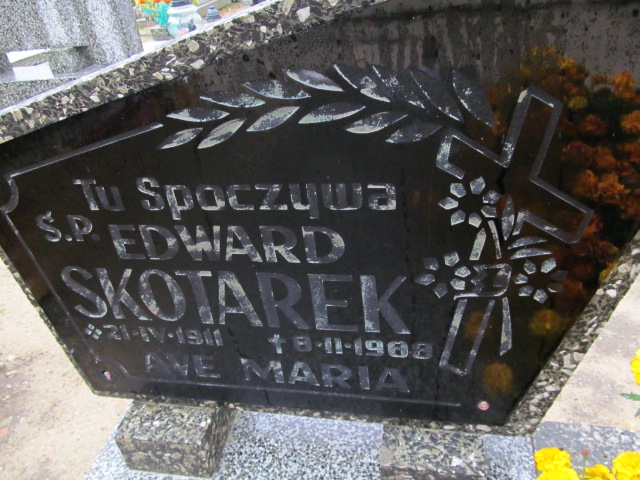 Tu Spoczywa
Ś.P. EDWARD
SKOTAREK
21-IV-1911 †8-II-1988
AVE MARIA